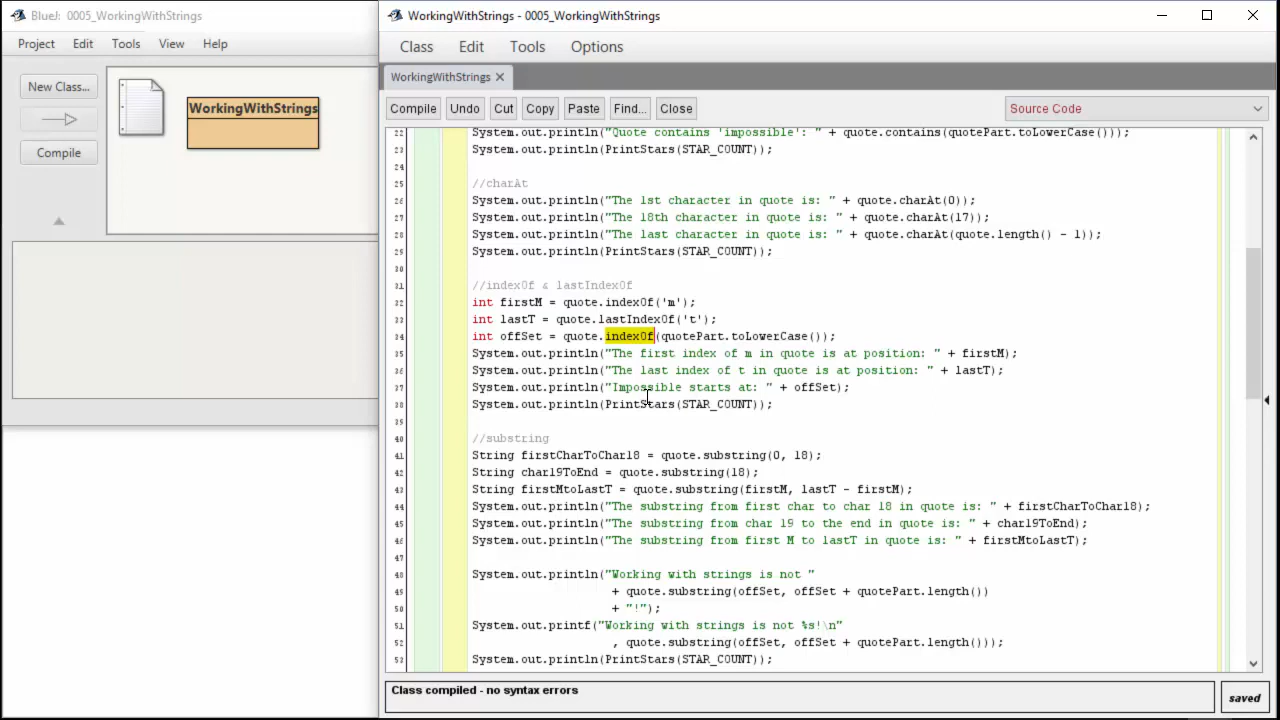 BlueJ: 0005_WorkingWithStrings
Project Edit Tools View Help
New Class...
Compile
WorkingWithStrings
WorkingWithStrings - 0005_WorkingWithStrings
Class Edit Tools Options
WorkingWithStrings ✕
Compile Undo Cut Copy Paste Find... Close Source Code
22 System.out.println("Quote contains 'impossible': " + quote.contains(quotePart.toLowerCase()));
23 System.out.println(PrintStars(STAR_COUNT));
24
25 //charAt
26 System.out.println("The 1st character in quote is: " + quote.charAt(0));
27 System.out.println("The 18th character in quote is: " + quote.charAt(17));
28 System.out.println("The last character in quote is: " + quote.charAt(quote.length() - 1));
29 System.out.println(PrintStars(STAR_COUNT));
30
31 //indexOf & lastIndexOf
32 int firstM = quote.indexOf('m');
33 int lastT = quote.lastIndexOf('t');
34 int offSet = quote.indexOf(quotePart.toLowerCase());
35 System.out.println("The first index of m in quote is at position: " + firstM);
36 System.out.println("The last index of t in quote is at position: " + lastT);
37 System.out.println("Impossible starts at: " + offSet);
38 System.out.println(PrintStars(STAR_COUNT));
39
40 //substring
41 String firstCharToChar18 = quote.substring(0, 18);
42 String char19ToEnd = quote.substring(18);
43 String firstMtoLastT = quote.substring(firstM, lastT - firstM);
44 System.out.println("The substring from first char to char 18 in quote is: " + firstCharToChar18);
45 System.out.println("The substring from char 19 to the end in quote is: " + char19ToEnd);
46 System.out.println("The substring from first M to lastT in quote is: " + firstMtoLastT);
47
48 System.out.println("Working with strings is not "
49 + quote.substring(offSet, offSet + quotePart.length())
50 + "!");
51 System.out.printf("Working with strings is not %s!\n"
52 , quote.substring(offSet, offSet + quotePart.length()));
53 System.out.println(PrintStars(STAR_COUNT));
Class compiled - no syntax errors
saved